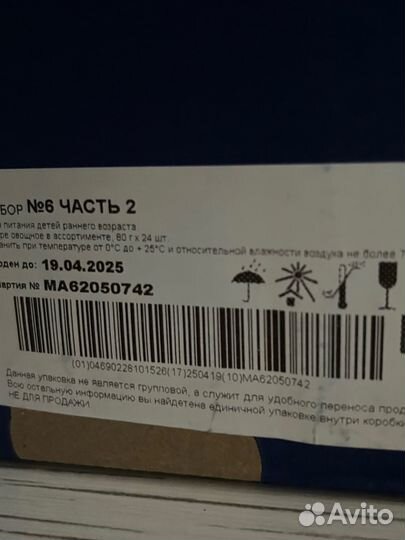 БОР №6 ЧАСТЬ 2
питания детей раннего возраста
ре овощное в ассортименте, 80 г х 24 шт.
анить при температуре от 0°C до + 25°C и относительной влажности воздуха не более 7
оден до: 19.04.2025
артия № MA62050742
(01)04690228101526(17)250419(10)MA62050742
Данная упаковка не является групповой, а служит для удобного переноса прод
Всю остальную информацию вы найдете на единичной упаковке внутри коробки
НЕ ДЛЯ ПРОДАЖИ
Avito